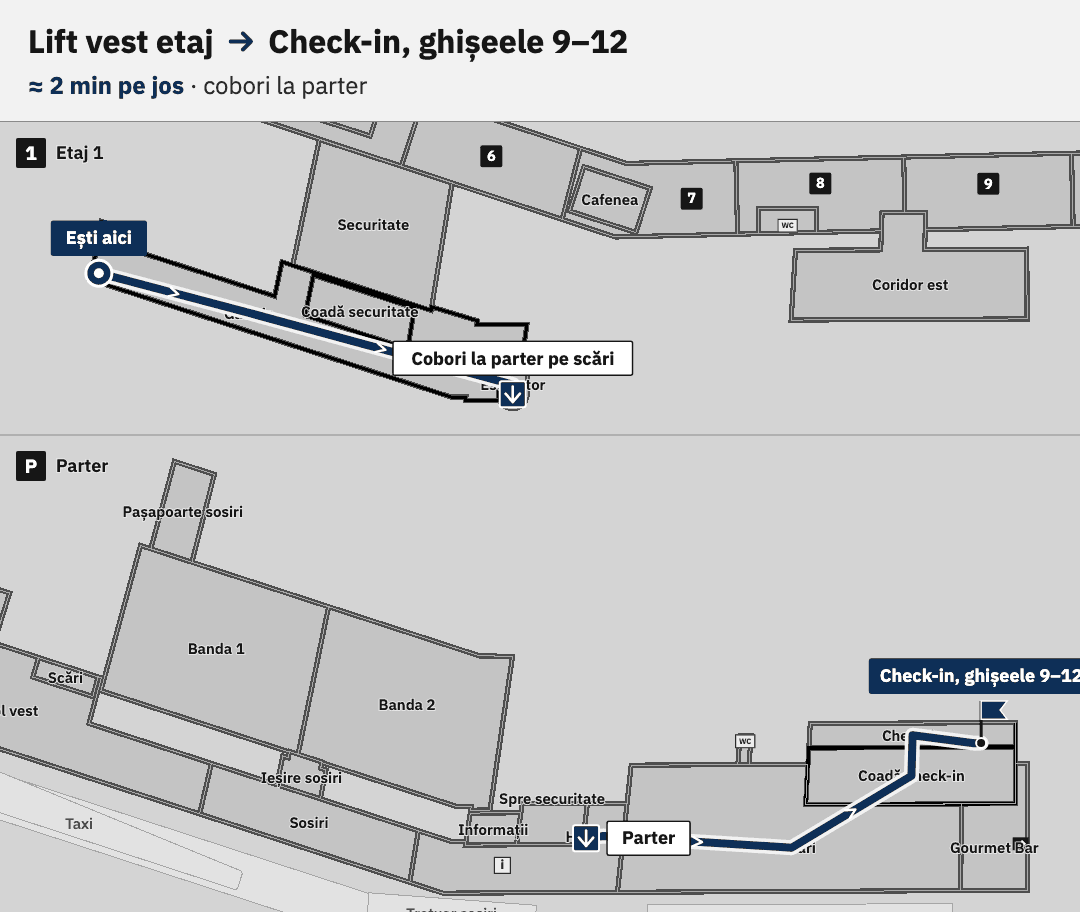 Lift vest etaj → Check-in, ghișeele 9–12
≈ 2 min pe jos · cobori la parter
1 Etaj 1
6
Cafenea
7
8
9
wc
Securitate
Ești aici
Coridor est
Coadă securitate
Cobori la parter pe scări
P Parter
Pașapoarte sosiri
Banda 1
Scări
Banda 2
Check-in, ghișeele 9–12
wc
Ieșire sosiri
Spre securitate
Taxi
Sosiri
Informații
Parter
Gourmet Bar
i
Trotuar sosiri